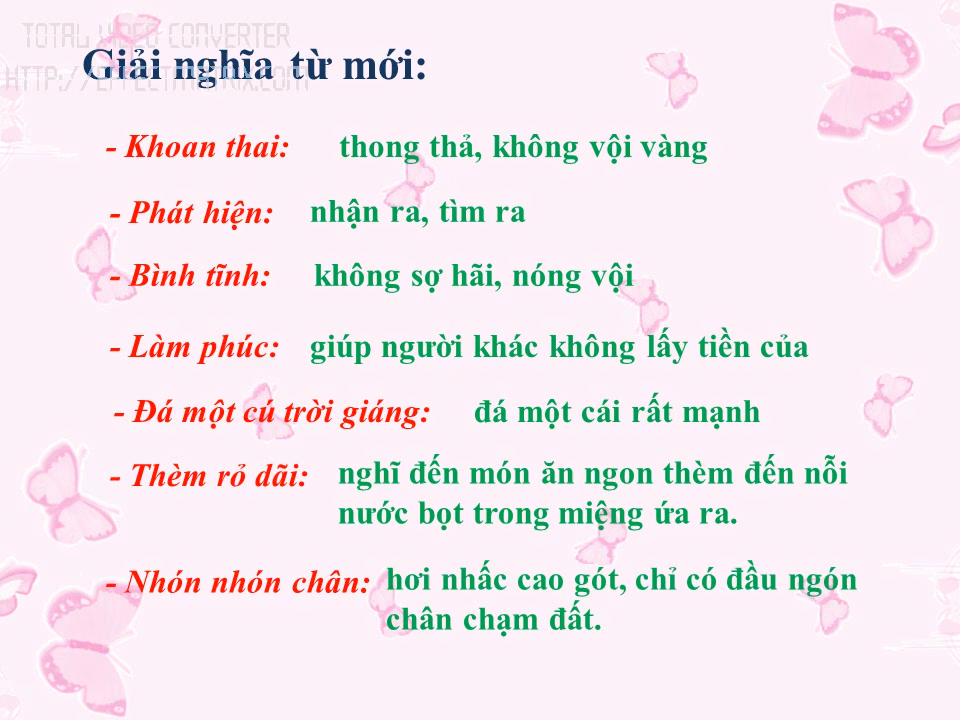 TOTAL VIDEO CONVERTER
Giải nghĩa từ mới:
HTTP://EFFECTMATRIX.COM
- Khoan thai: thong thả, không vội vàng
- Phát hiện: nhận ra, tìm ra
- Bình tĩnh: không sợ hãi, nóng vội
- Làm phúc: giúp người khác không lấy tiền của
- Đá một cú trời giáng: đá một cái rất mạnh
- Thèm rỏ dãi: nghĩ đến món ăn ngon thèm đến nỗi
nước bọt trong miệng ứa ra.
- Nhón nhón chân: hơi nhấc cao gót, chỉ có đầu ngón
chân chạm đất.